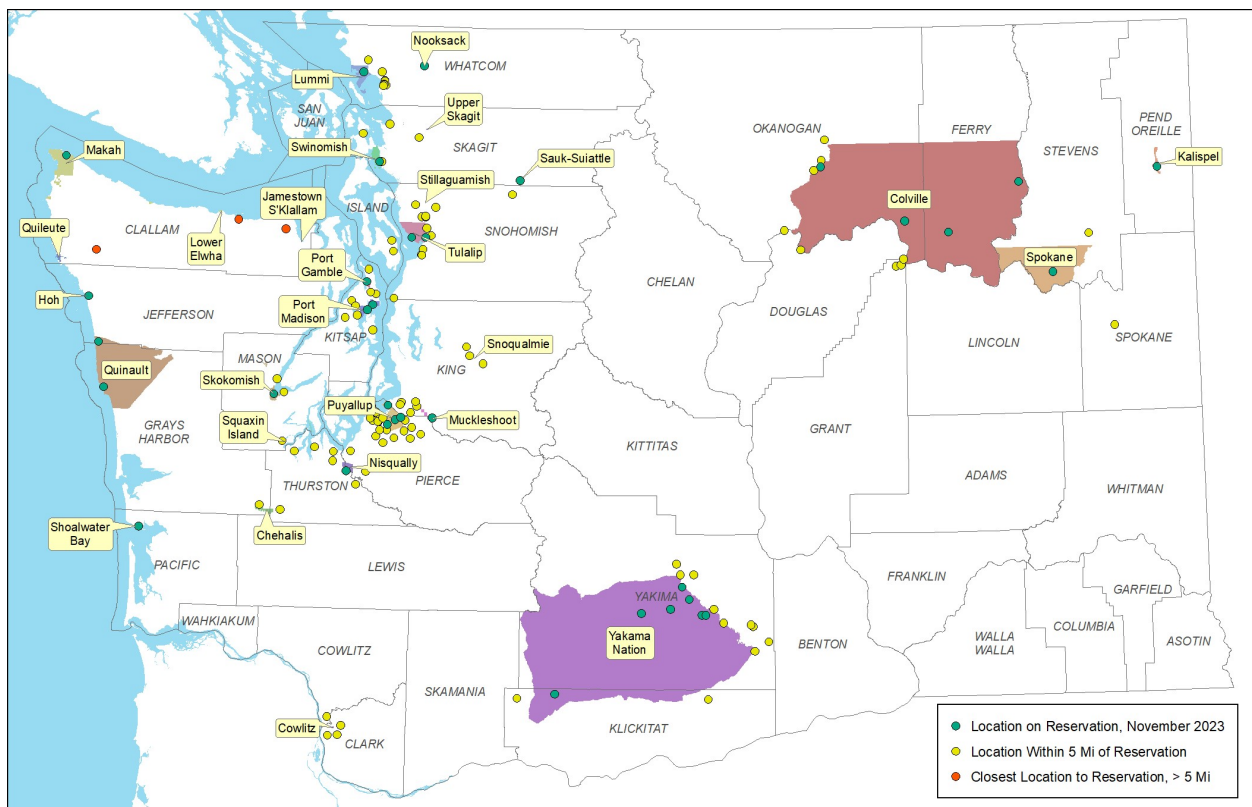 Nooksack
WHATCOM
Lummi
SAN
JUAN
Upper
Skagit
SKAGIT
OKANOGAN
FERRY
PEND
OREILLE
STEVENS
Makah
Swinomish
Sauk-Suiattle
Kalispel
Stillaguamish
Jamestown
S'Klallam
ISLAND
Colville
Quileute
CLALLAM
Lower
Elwha
SNOHOMISH
Tulalip
Port
Gamble
Spokane
CHELAN
Hoh
JEFFERSON
Port
Madison
KITSAP
DOUGLAS
LINCOLN
SPOKANE
MASON
Snoqualmie
KING
Quinault
Skokomish
Puyallup
Muckleshoot
GRAYS
HARBOR
Squaxin
Island
KITTITAS
GRANT
Nisqually
PIERCE
THURSTON
ADAMS
WHITMAN
Shoalwater
Bay
Chehalis
PACIFIC
LEWIS
FRANKLIN
GARFIELD
YAKIMA
WAHKIAKUM
Yakama
Nation
COLUMBIA
WALLA
WALLA
ASOTIN
BENTON
COWLITZ
SKAMANIA
Cowlitz
CLARK
KLICKITAT
Location on Reservation, November 2023
Location Within 5 Mi of Reservation
Closest Location to Reservation, > 5 Mi